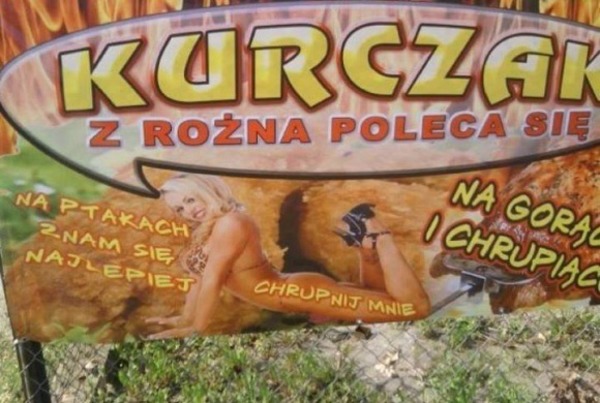 KURCZAK
Z ROŻNA POLECA SIĘ
NA PTAKACH
ZNAM SIĘ
NAJLEPIEJ
CHRUPNIJ MNIE
NA GORĄC
I CHRUPIĄC